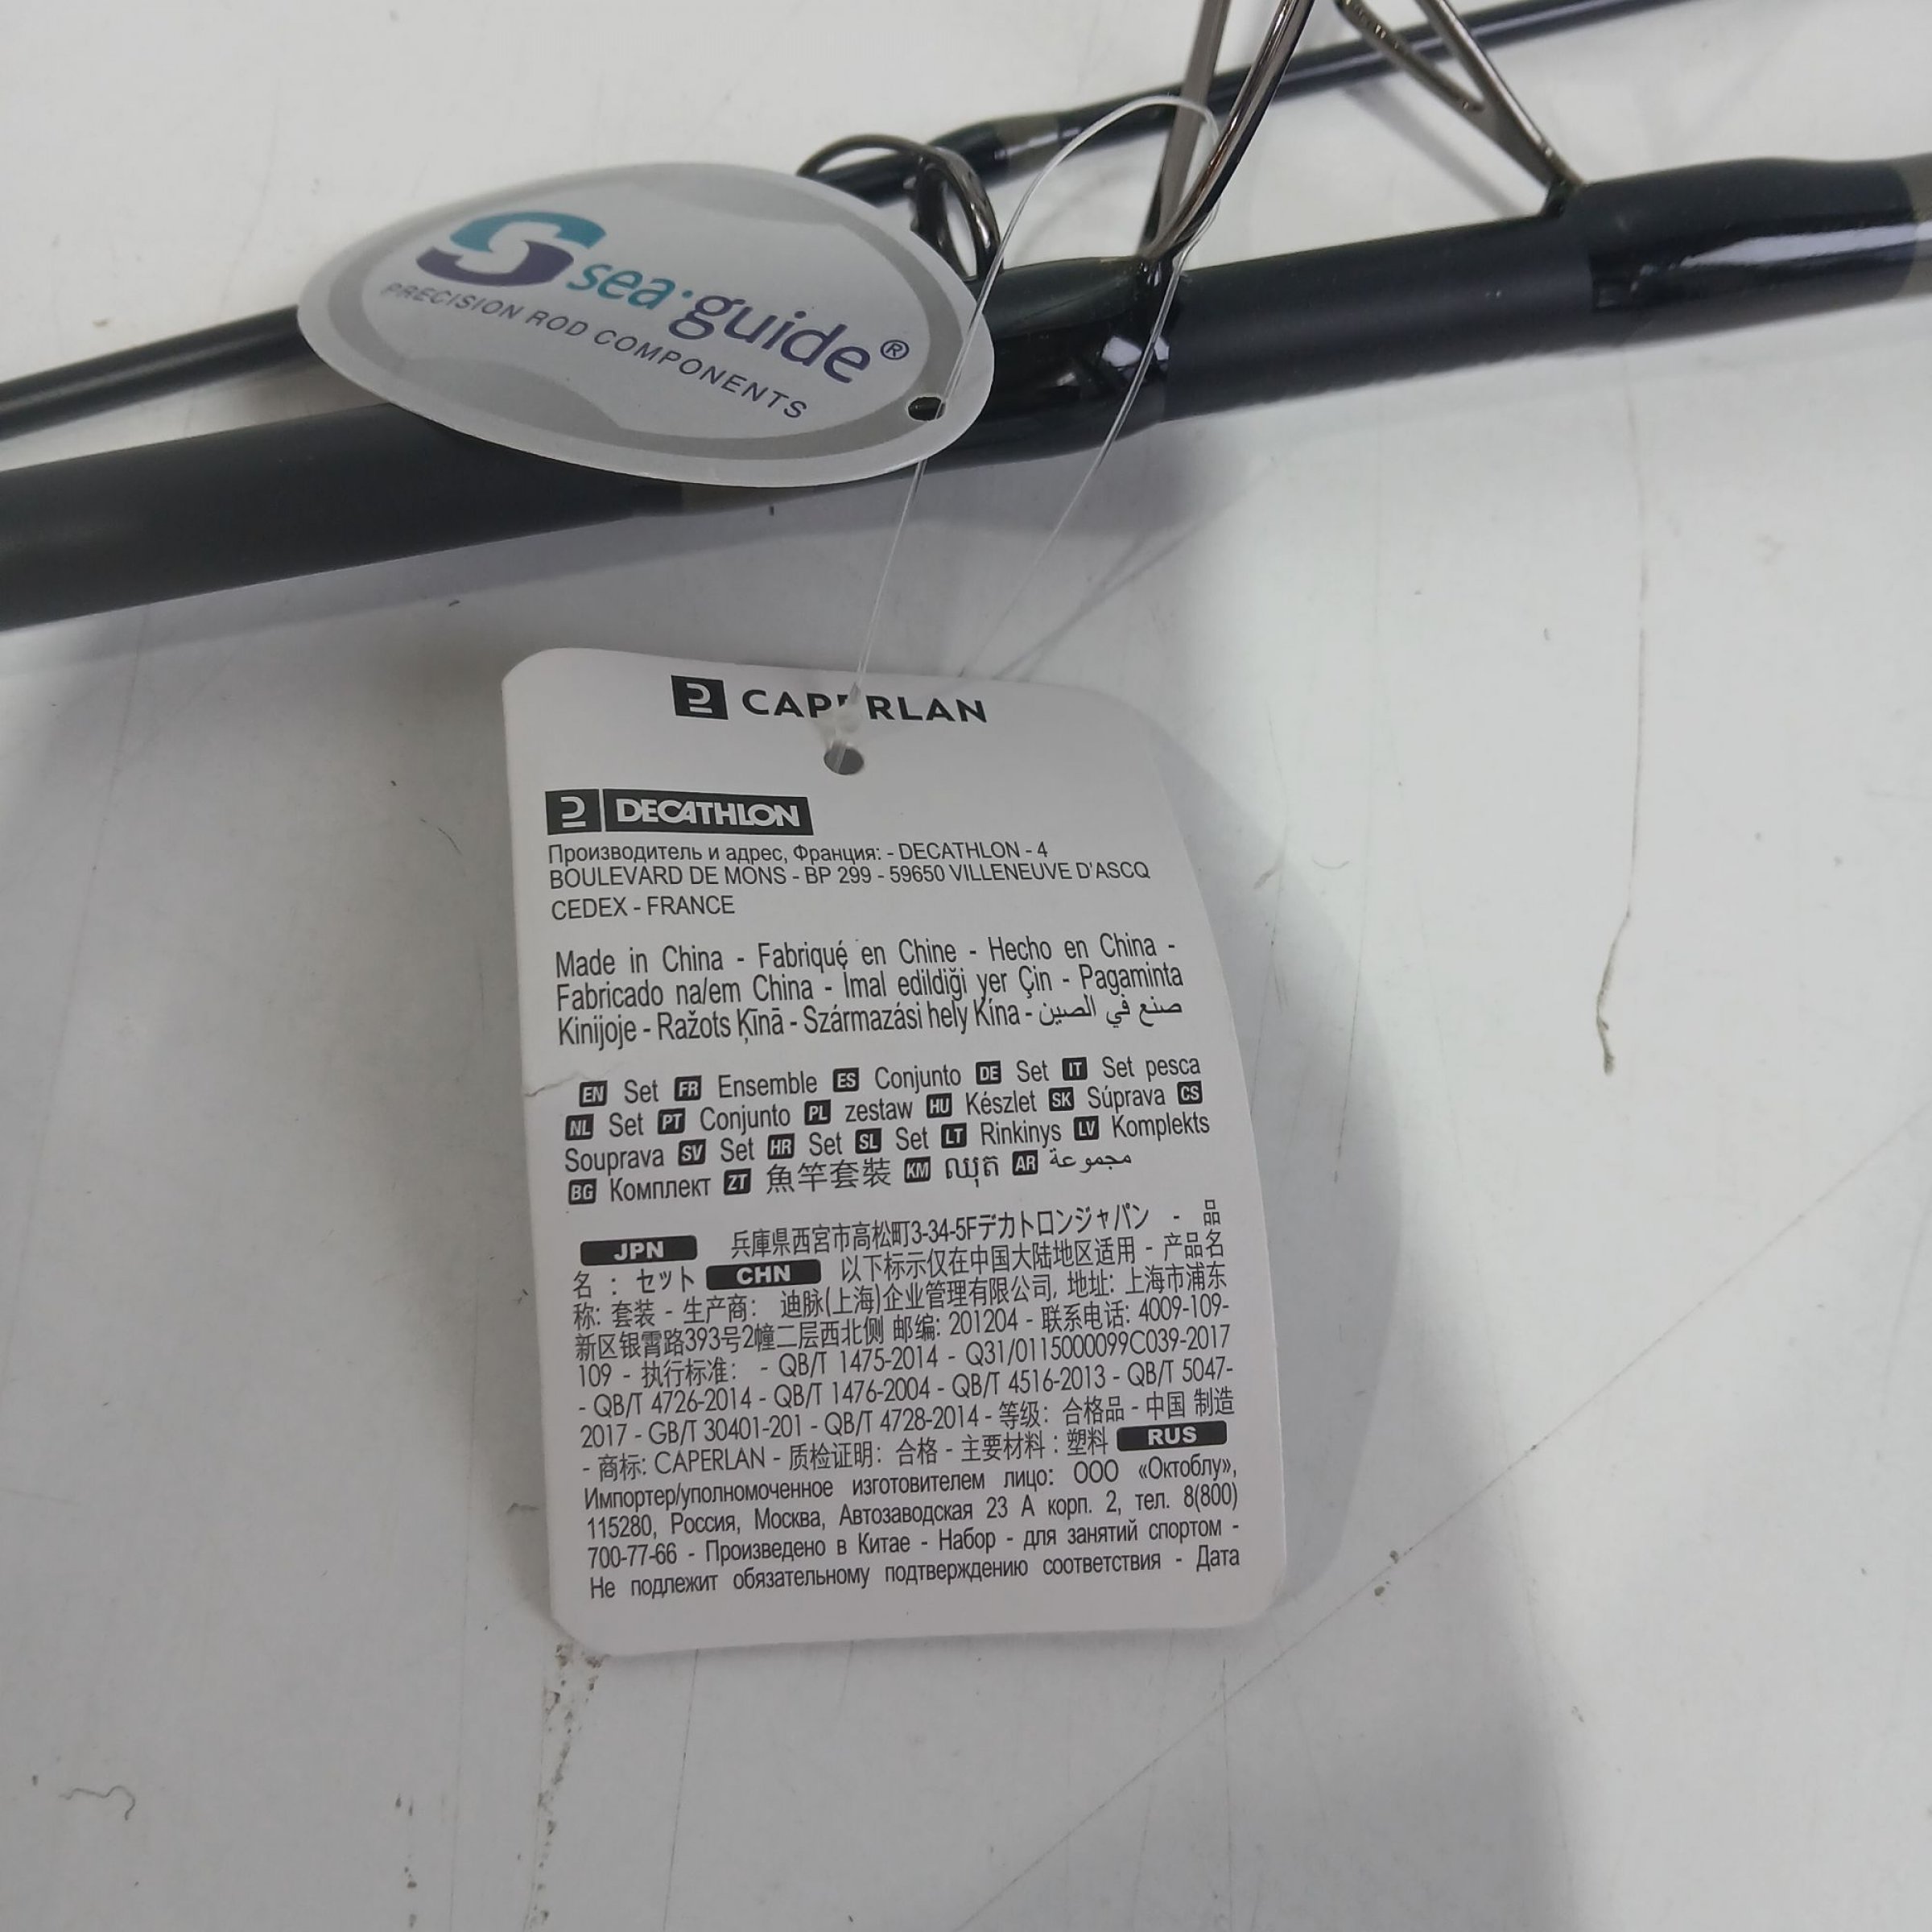 sea·guide®
PRECISION ROD COMPONENTS
CAPERLAN
DECATHLON
Производитель и адрес, Франция: - DECATHLON - 4
BOULEVARD DE MONS - BP 299 - 59650 VILLENEUVE D'ASCQ
CEDEX - FRANCE
Made in China - Fabriqué en Chine - Hecho en China -
Fabricado na/em China - İmal edildiği yer Çin - Pagaminta
Kinijoje - Ražots Ķīnā - Származási hely Kína - صنع في الصين
EN Set FR Ensemble ES Conjunto DE Set IT Set pesca
NL Set PT Conjunto PL zestaw HU Készlet SK Súprava CS
Souprava SV Set HR Set SL Set LT Rinkinys LV Komplekts
BG Комплект ZT 魚竿套裝 KM ឈុត AR مجموعة
JPN 兵庫県西宮市高松町3-34-5Fデカトロンジャパン - 品
名 : セット CHN 以下标示仅在中国大陆地区适用 - 产品名
称: 套装 - 生产商: 迪脉(上海)企业管理有限公司, 地址: 上海市浦东
新区银霄路393号2幢二层西北侧 邮编: 201204 - 联系电话: 4009-109-
109 - 执行标准: - QB/T 1475-2014 - Q31/0115000099C039-2017
- QB/T 4726-2014 - QB/T 1476-2004 - QB/T 4516-2013 - QB/T 5047-
2017 - GB/T 30401-201 - QB/T 4728-2014 - 等级: 合格品 - 中国 制造
- 商标: CAPERLAN - 质检证明: 合格 - 主要材料 : 塑料 RUS
Импортер/уполномоченное изготовителем лицо: ООО «Октоблу»,
115280, Россия, Москва, Автозаводская 23 А корп. 2, тел. 8(800)
700-77-66 - Произведено в Китае - Набор - для занятий спортом -
Не подлежит обязательному подтверждению соответствия - Дата